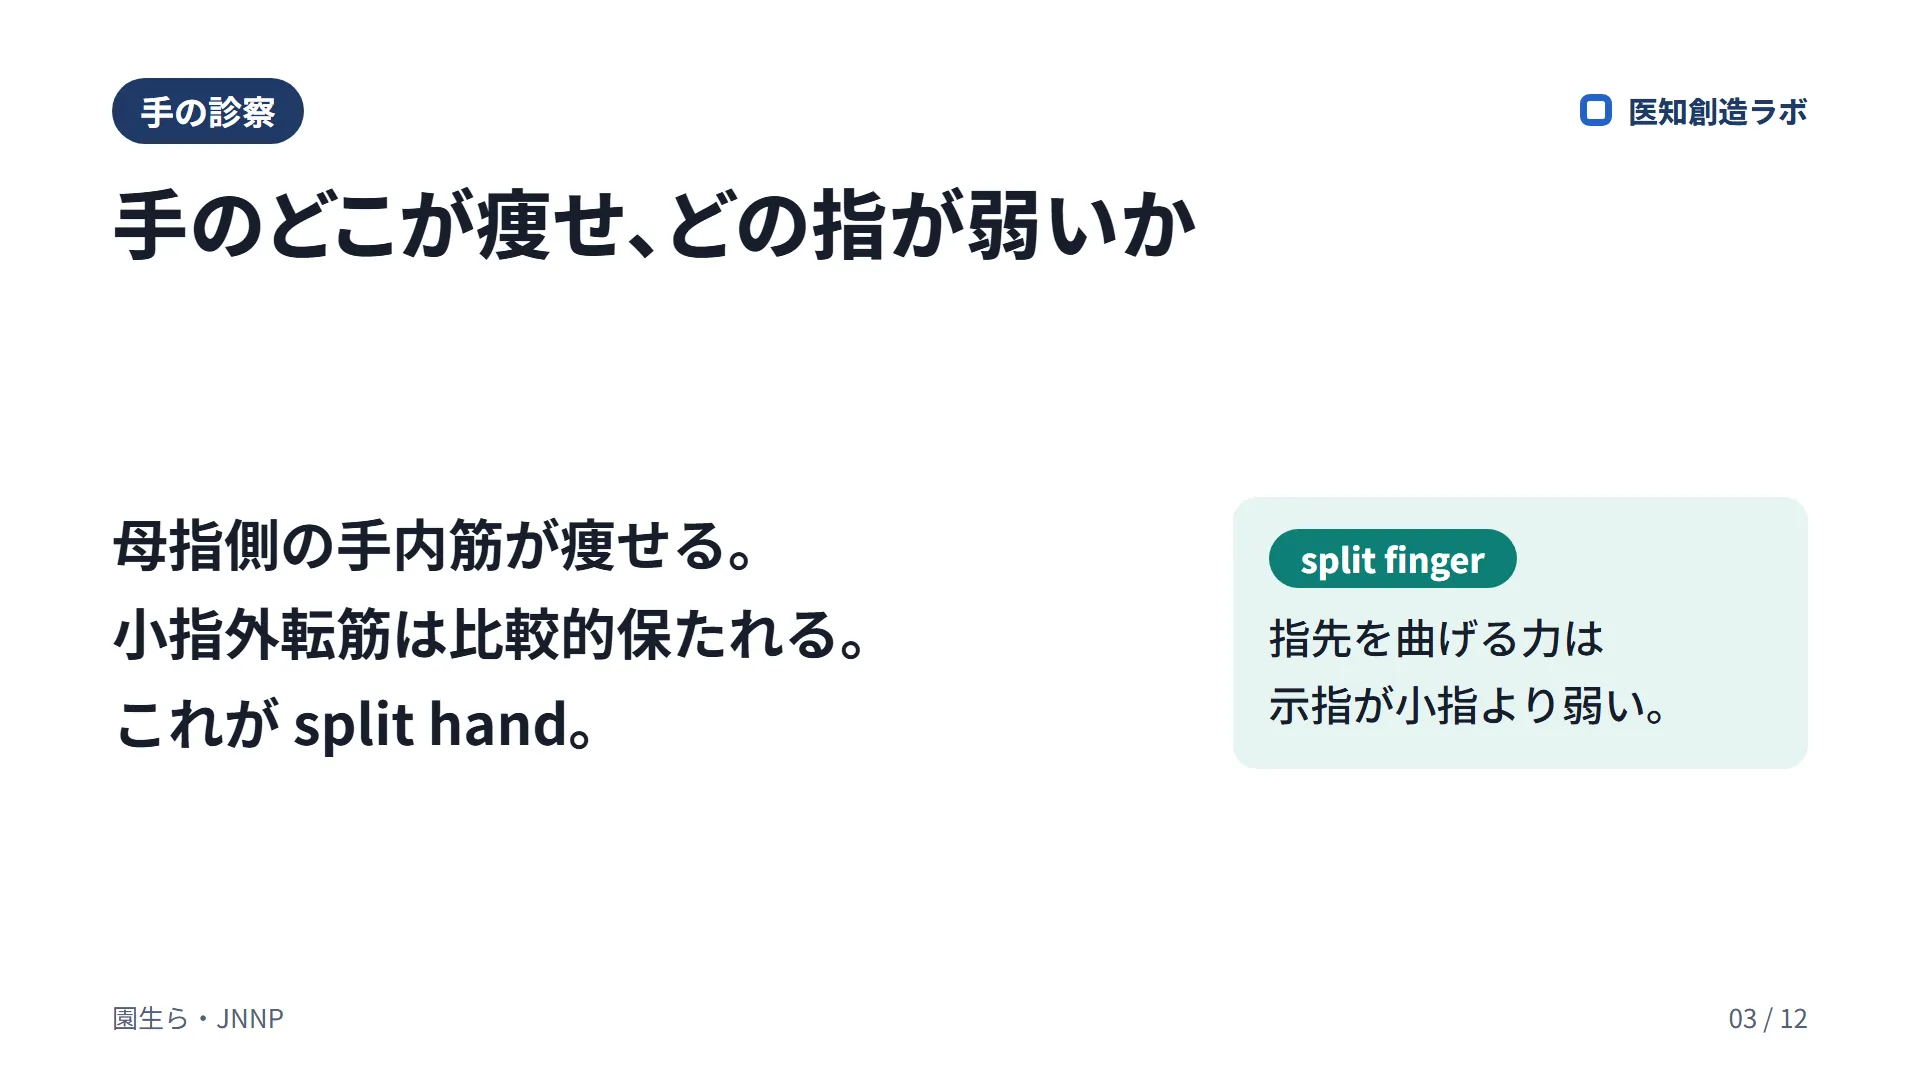 手の診察
医知創造ラボ
手のどこが痩せ、どの指が弱いか
母指側の手内筋が痩せる。
小指外転筋は比較的保たれる。
これが split hand。
split finger
指先を曲げる力は
示指が小指より弱い。
園生ら・JNNP
03 / 12